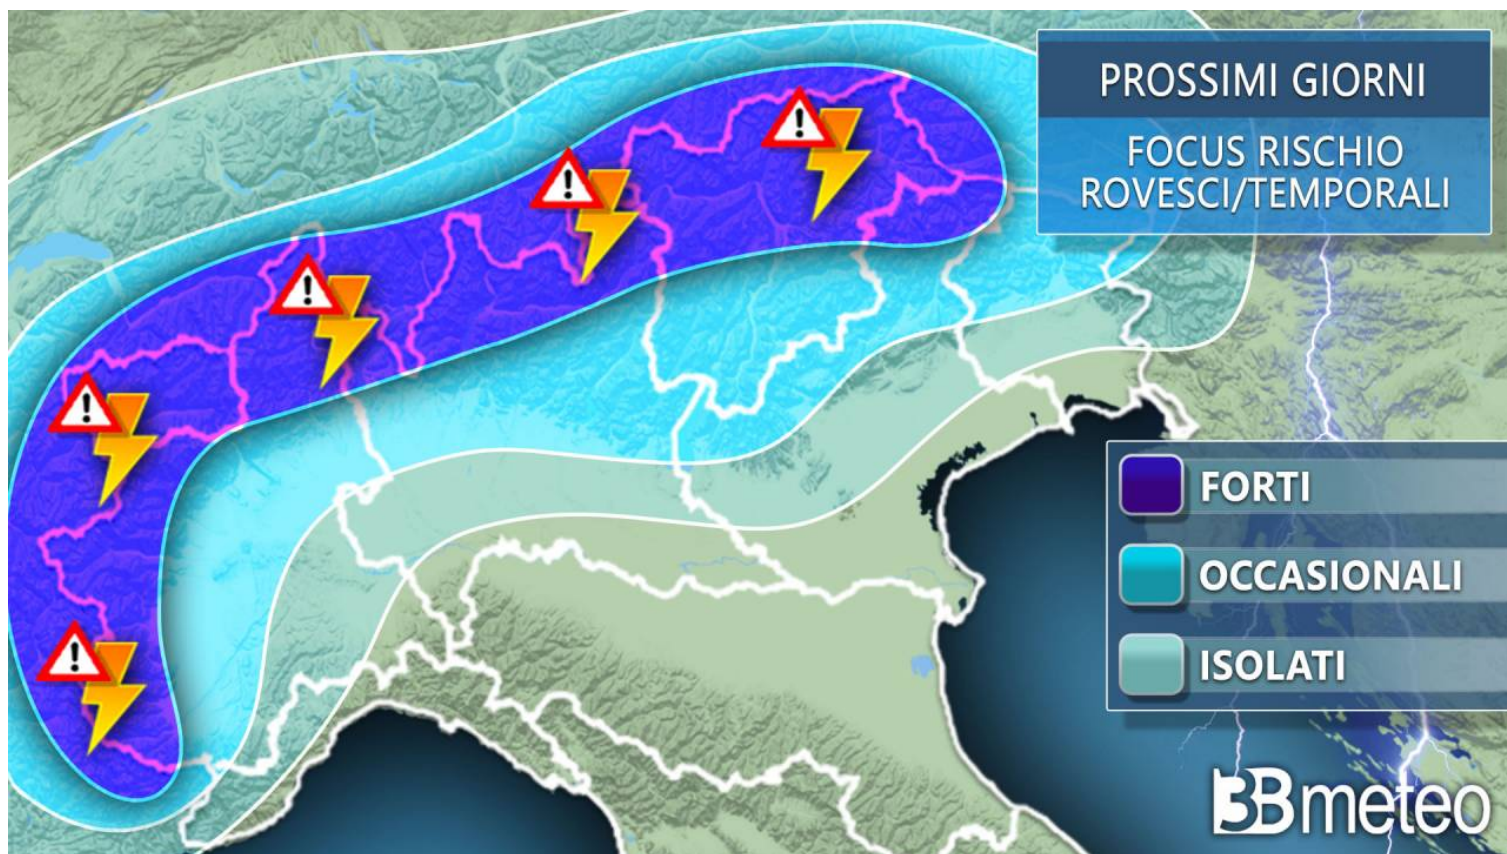 PROSSIMI GIORNI
FOCUS RISCHIO
ROVESCI/TEMPORALI
!
!
!
!
!
FORTI
OCCASIONALI
ISOLATI
3Bmeteo